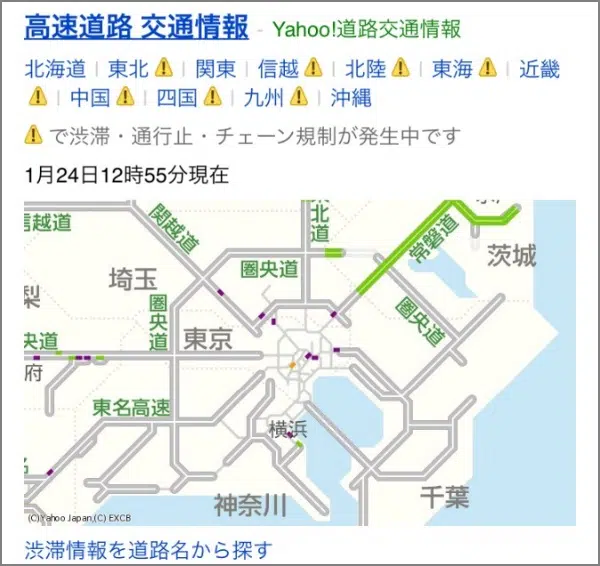 高速道路 交通情報 - Yahoo!道路交通情報
北海道 | 東北 | 関東 | 信越 | 北陸 | 東海 | 近畿
| 中国 | 四国 | 九州 | 沖縄
で渋滞・通行止・チェーン規制が発生中です
1月24日12時55分現在
信越道
関越道
東北道
常磐道
茨城
埼玉
圏央道
梨
圏央道
圏央道
央道
東京
府
東名高速
横浜
神奈川
千葉
(C)Yahoo Japan,(C) EXCB
渋滞情報を道路名から探す